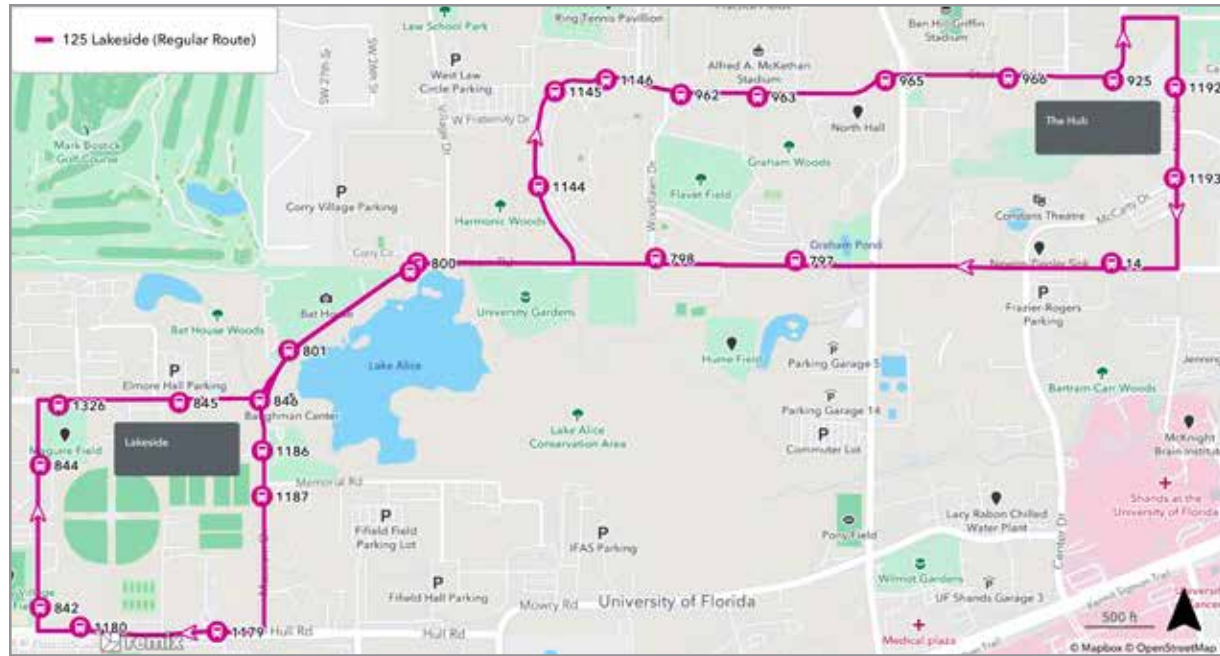 125 Lakeside (Regular Route)
Law School Park
Ring Tennis Pavillion
Practice Fields
Ben Hill Griffin
Stadium
SW 27th St
P
West Law
Circle Parking
Alfred A. McKethan
Stadium
1146
1145
962
963
965
966
925
1192
Village Dr
W Fraternity Dr
North Hall
The Hub
Mark Bostick
Golf Course
Graham Woods
P
Corry Village Parking
1144
Flavet Field
Woodlawn Dr
1193
Harmonic Woods
Constans Theatre
McCarty Dr
Graham Pond
800
798
797
14
P
Frazier-Rogers
Parking
Bat House
University Gardens
Bat House Woods
801
Lake Alice
Hume Field
Parking Garage 5
P
Elmore Hall Parking
Bartram Carr Woods
1326
845
846
Baughman Center
Parking Garage 14
Lake Alice
Conservation Area
P
Commuter Lot
Lakeside
Maguire Field
1186
McKnight
Brain Institute
844
1187
Memorial Rd
Shands at the
University of Florida
P
Fifield Field
Parking Lot
P
IFAS Parking
Lacy Rabon Chilled
Water Plant
Pony Field
Center Dr
P
Fifield Hall Parking
Wilmot Gardens
842
Mowry Rd
University of Florida
UF Shands Garage 3
1180
1179
Hull Rd
Hull Rd
Medical plaza
500 ft
remix
© Mapbox © OpenStreetMap